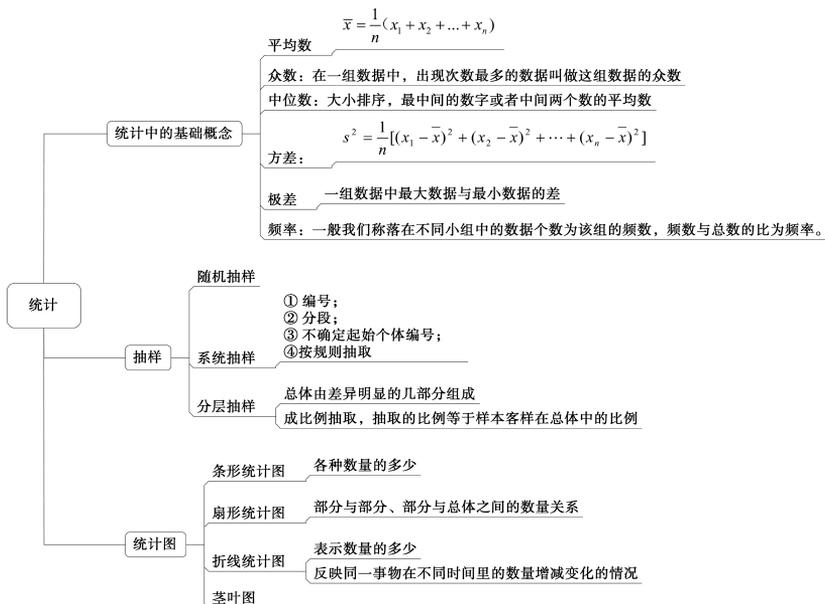 x̄ = 1/n (x₁ + x₂ + ... + xₙ)
平均数
众数：在一组数据中，出现次数最多的数据叫做这组数据的众数
中位数：大小排序，最中间的数字或者中间两个数的平均数
统计中的基础概念
s² = 1/n [(x₁ − x̄)² + (x₂ − x̄)² + ⋯ + (xₙ − x̄)²]
方差：
极差
一组数据中最大数据与最小数据的差
频率：一般我们称落在不同小组中的数据个数为该组的频数，频数与总数的比为频率。
统计
抽样
随机抽样
① 编号；
② 分段；
③ 不确定起始个体编号；
④按规则抽取
系统抽样
分层抽样
总体由差异明显的几部分组成
成比例抽取，抽取的比例等于样本客样在总体中的比例
统计图
条形统计图
各种数量的多少
扇形统计图
部分与部分、部分与总体之间的数量关系
折线统计图
表示数量的多少
反映同一事物在不同时间里的数量增减变化的情况
茎叶图